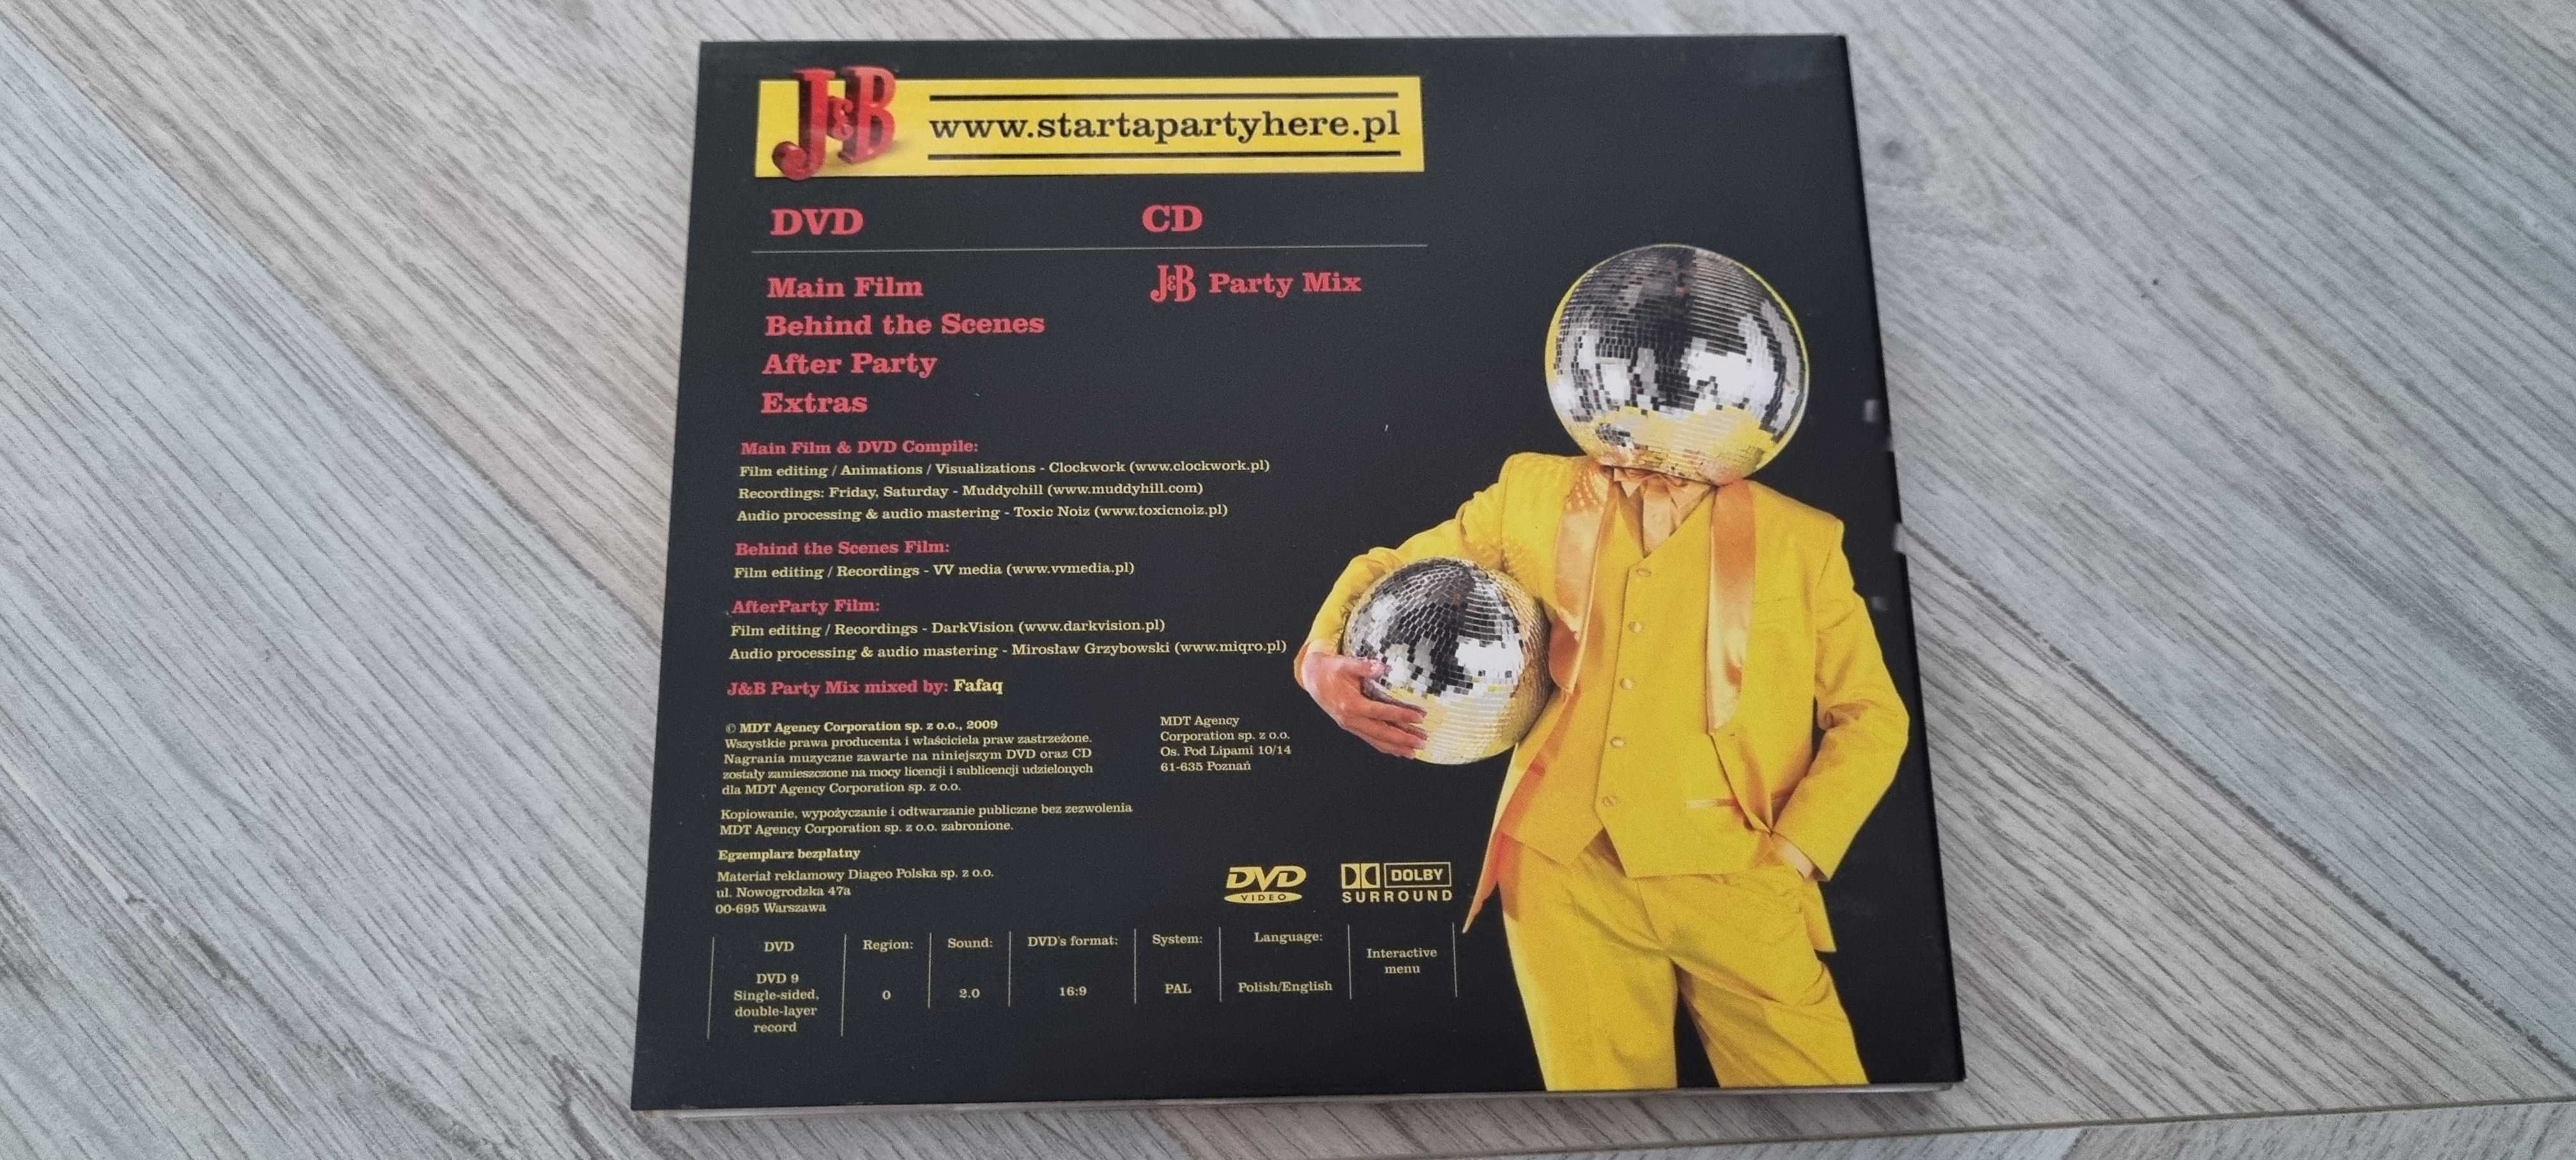 J&B www.startapartyhere.pl
DVD
CD
Main Film
Behind the Scenes
After Party
Extras
J&B Party Mix
Main Film & DVD Compile:
Film editing / Animations / Visualizations - Clockwork (www.clockwork.pl)
Recordings: Friday, Saturday - Muddychill (www.muddyhill.com)
Audio processing & audio mastering - Toxic Noiz (www.toxicnoiz.pl)
Behind the Scenes Film:
Film editing / Recordings - VV media (www.vvmedia.pl)
AfterParty Film:
Film editing / Recordings - DarkVision (www.darkvision.pl)
Audio processing & audio mastering - Mirosław Grzybowski (www.miqro.pl)
J&B Party Mix mixed by: Fafaq
© MDT Agency Corporation sp. z o.o., 2009
Wszystkie prawa producenta i właściciela praw zastrzeżone.
Nagrania muzyczne zawarte na niniejszym DVD oraz CD
zostały zamieszczone na mocy licencji i sublicencji udzielonych
dla MDT Agency Corporation sp. z o.o.
MDT Agency
Corporation sp. z o.o.
Os. Pod Lipami 10/14
61-635 Poznań
Kopiowanie, wypożyczanie i odtwarzanie publiczne bez zezwolenia
MDT Agency Corporation sp. z o.o. zabronione.
Egzemplarz bezpłatny
Materiał reklamowy Diageo Polska sp. z o.o.
ul. Nowogrodzka 47a
00-695 Warszawa
DVD
VIDEO
DOLBY
SURROUND
DVD
DVD 9
Single-sided,
double-layer
record
Region:
0
Sound:
2.0
DVD's format:
16:9
System:
PAL
Language:
Polish/English
Interactive
menu